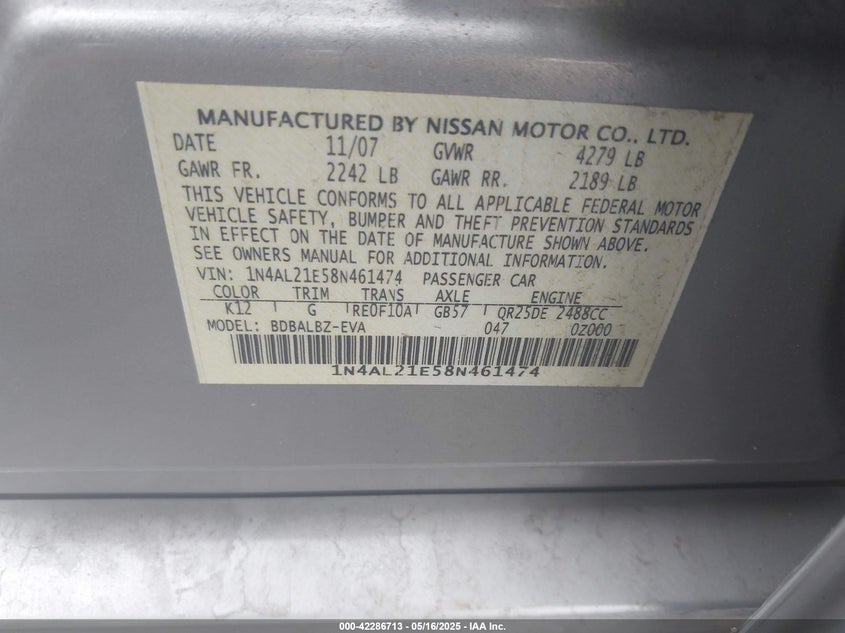 MANUFACTURED BY NISSAN MOTOR CO., LTD.
DATE 11/07 GVWR 4279 LB
GAWR FR. 2242 LB GAWR RR. 2189 LB
THIS VEHICLE CONFORMS TO ALL APPLICABLE FEDERAL MOTOR
VEHICLE SAFETY, BUMPER AND THEFT PREVENTION STANDARDS
IN EFFECT ON THE DATE OF MANUFACTURE SHOWN ABOVE.
SEE OWNERS MANUAL FOR ADDITIONAL INFORMATION.
VIN: 1N4AL21E58N461474 PASSENGER CAR
COLOR TRIM TRANS AXLE ENGINE
K12 G RE0F10A GB57 QR25DE 2488CC
MODEL: BDBALBZ-EVA 047 0Z000
1N4AL21E58N461474
000-42286713 - 05/16/2025 - IAA Inc.